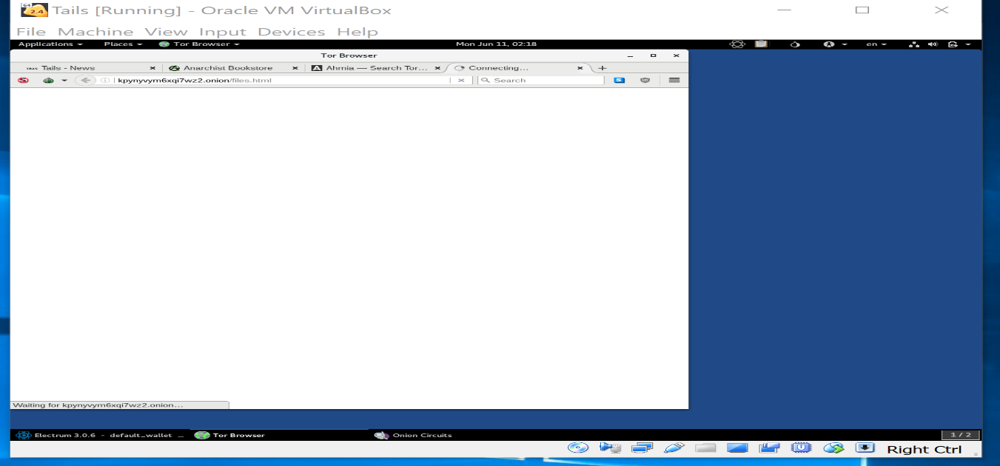 Tails [Running] - Oracle VM VirtualBox
File Machine View Input Devices Help
Applications Places Tor Browser Mon Jun 11, 02:18 en
Tor Browser
Tails - News Anarchist Bookstore Ahmia — Search Tor... Connecting...
kpynyvym6xqi7wz2.onion/files.html Search
Waiting for kpynyvym6xqi7wz2.onion...
Electrum 3.0.6 - default_wallet ... Tor Browser Onion Circuits 1 / 2
Right Ctrl